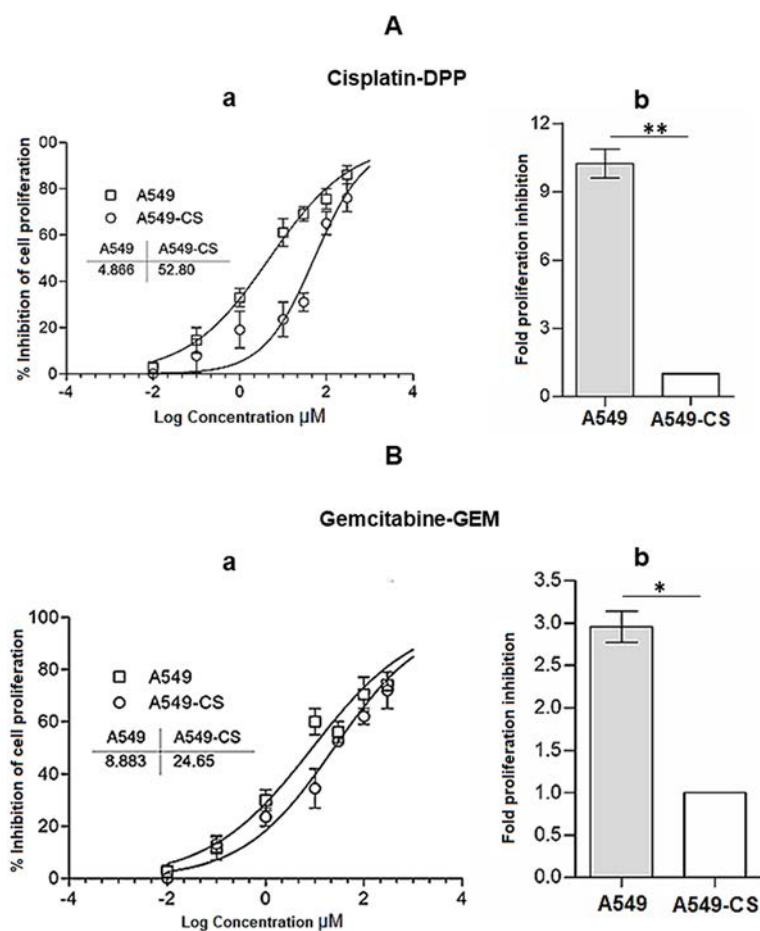 A
Cisplatin-DPP
a
% Inhibition of cell proliferation
00
80
60
40
20
0
A549
A549-CS
A549 A549-CS
4.866 52.80
-4 -2 0 2 4
Log Concentration µM
b
Fold proliferation inhibition
12
9
6
3
0
**
A549 A549-CS
B
Gemcitabine-GEM
a
% Inhibition of cell proliferation
100
80
60
40
20
0
A549
A549-CS
A549 A549-CS
8.883 24.65
-4 -2 0 2 4
Log Concentration µM
b
Fold proliferation inhibition
3.5
3.0
2.5
2.0
1.5
1.0
0.5
0.0
*
A549 A549-CS